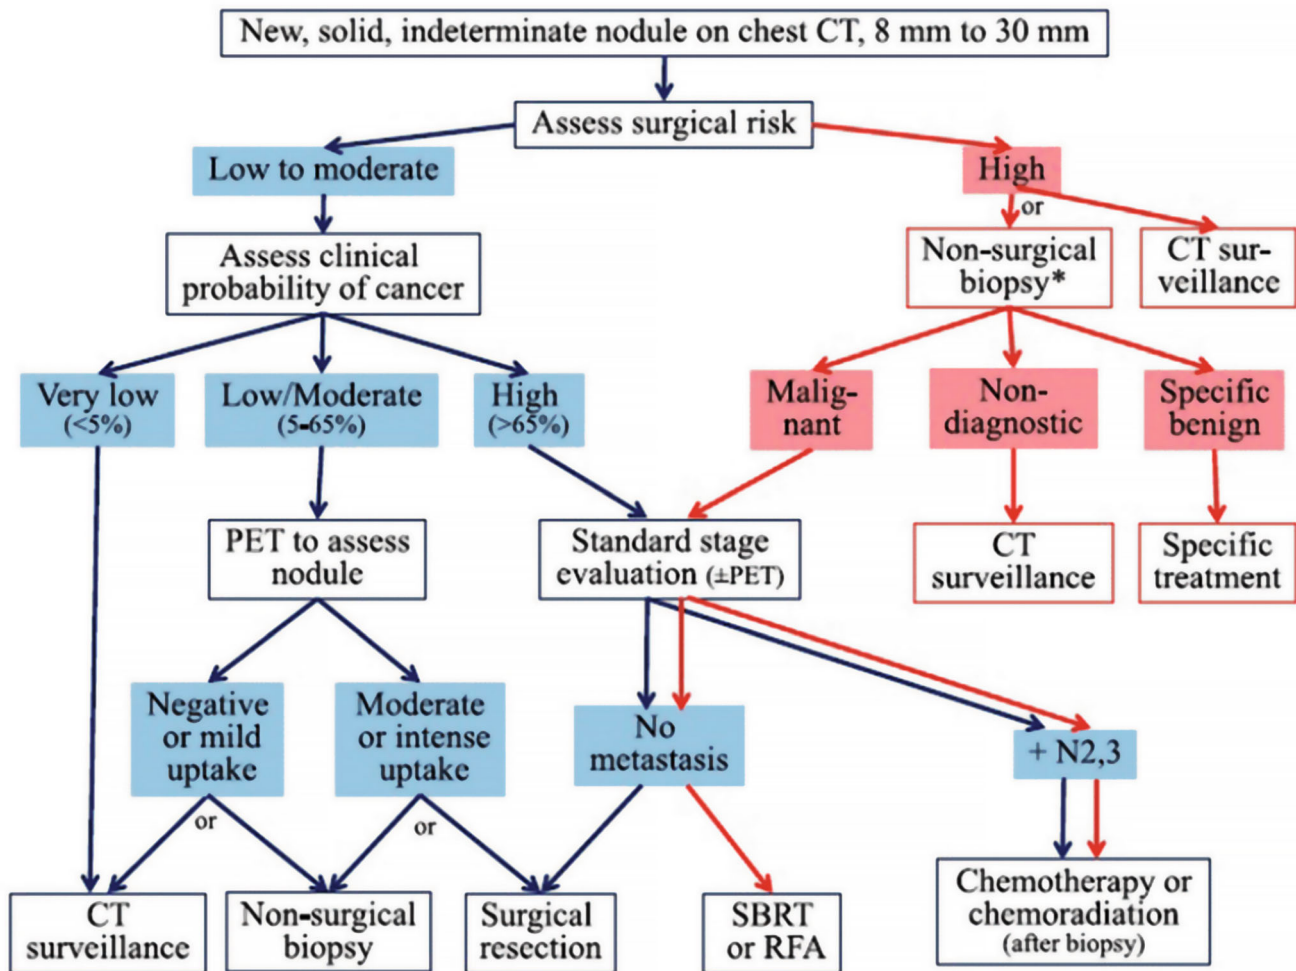 New, solid, indeterminate nodule on chest CT, 8 mm to 30 mm
Assess surgical risk
Low to moderate
High
or
Assess clinical
probability of cancer
Non-surgical
biopsy*
CT sur-
veillance
Very low
(<5%)
Low/Moderate
(5-65%)
High
(>65%)
Malig-
nant
Non-
diagnostic
Specific
benign
PET to assess
nodule
Standard stage
evaluation (±PET)
CT
surveillance
Specific
treatment
Negative
or mild
uptake
Moderate
or intense
uptake
No
metastasis
+ N2,3
or
or
CT
surveillance
Non-surgical
biopsy
Surgical
resection
SBRT
or RFA
Chemotherapy or
chemoradiation
(after biopsy)